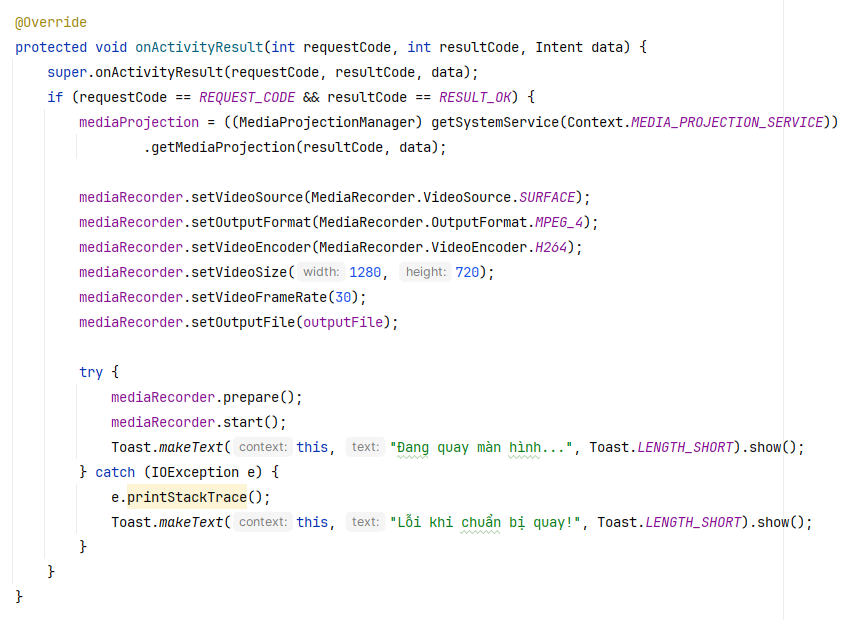 @Override
protected void onActivityResult(int requestCode, int resultCode, Intent data) {
    super.onActivityResult(requestCode, resultCode, data);
    if (requestCode == REQUEST_CODE && resultCode == RESULT_OK) {
        mediaProjection = ((MediaProjectionManager) getSystemService(Context.MEDIA_PROJECTION_SERVICE))
                .getMediaProjection(resultCode, data);

        mediaRecorder.setVideoSource(MediaRecorder.VideoSource.SURFACE);
        mediaRecorder.setOutputFormat(MediaRecorder.OutputFormat.MPEG_4);
        mediaRecorder.setVideoEncoder(MediaRecorder.VideoEncoder.H264);
        mediaRecorder.setVideoSize( width: 1280,  height: 720);
        mediaRecorder.setVideoFrameRate(30);
        mediaRecorder.setOutputFile(outputFile);

        try {
            mediaRecorder.prepare();
            mediaRecorder.start();
            Toast.makeText( context: this,  text: "Đang quay màn hình...", Toast.LENGTH_SHORT).show();
        } catch (IOException e) {
            e.printStackTrace();
            Toast.makeText( context: this,  text: "Lỗi khi chuẩn bị quay!", Toast.LENGTH_SHORT).show();
        }
    }
}